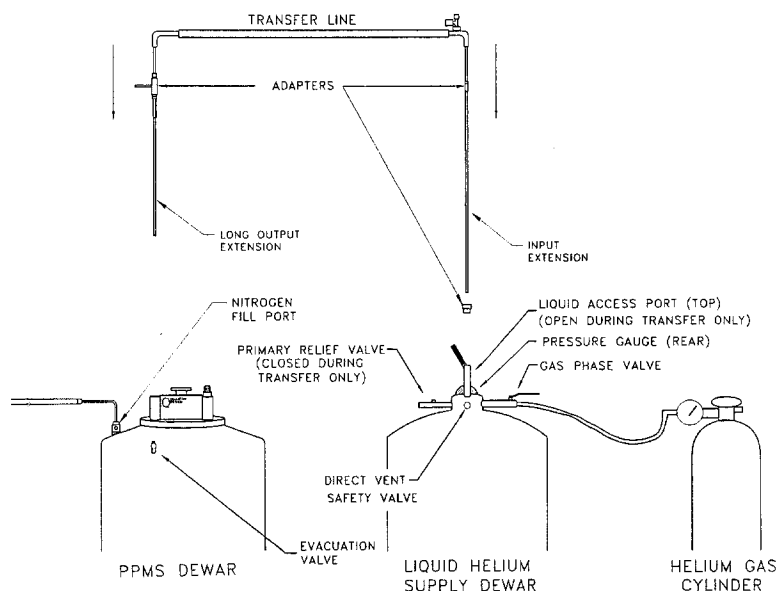 TRANSFER LINE
ADAPTERS
LONG OUTPUT
EXTENSION
INPUT
EXTENSION
NITROGEN
FILL PORT
LIQUID ACCESS PORT (TOP)
(OPEN DURING TRANSFER ONLY)
PRESSURE GAUGE (REAR)
GAS PHASE VALVE
PRIMARY RELIEF VALVE
(CLOSED DURING
TRANSFER ONLY)
DIRECT VENT
SAFETY VALVE
EVACUATION
VALVE
PPMS DEWAR
LIQUID HELIUM
SUPPLY DEWAR
HELIUM GAS
CYLINDER